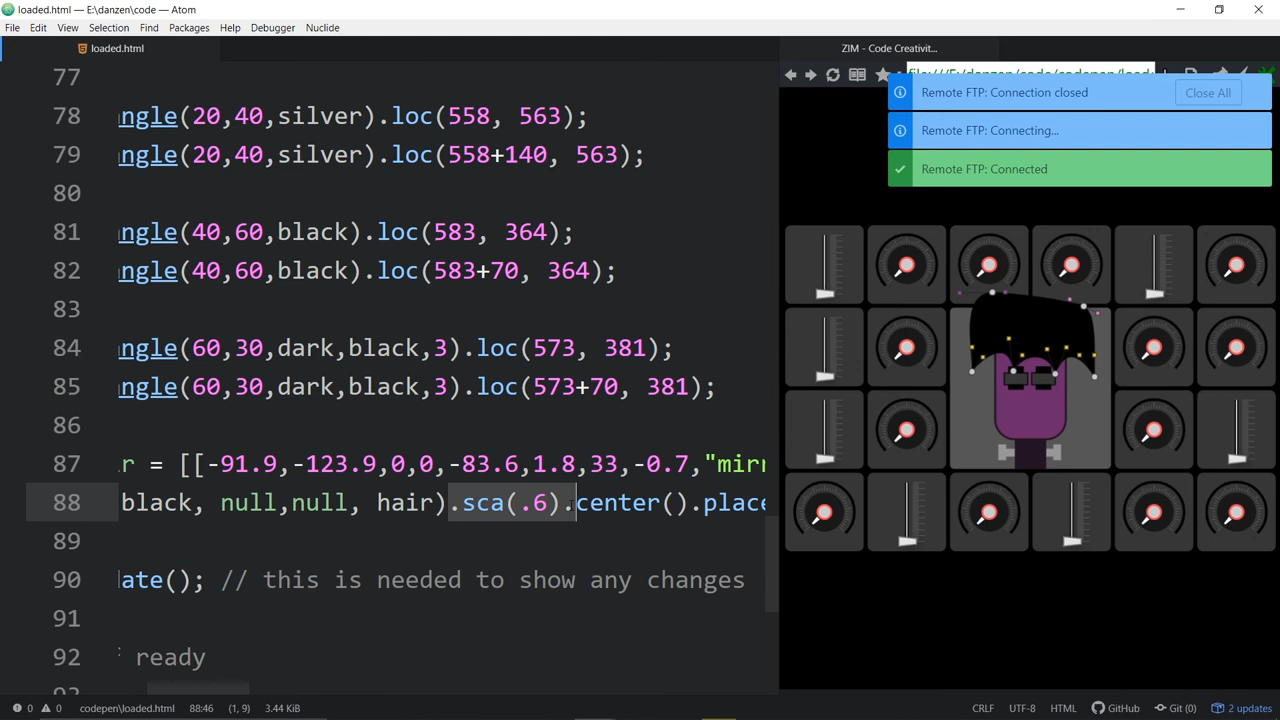 loaded.html — E:\danzen\code — Atom
File Edit View Selection Find Packages Help Debugger Nuclide
loaded.html
ZIM - Code Creativit...
Remote FTP: Connection closed
Close All
Remote FTP: Connecting...
Remote FTP: Connected
77
78 ngle(20,40,silver).loc(558, 563);
79 ngle(20,40,silver).loc(558+140, 563);
80
81 ngle(40,60,black).loc(583, 364);
82 ngle(40,60,black).loc(583+70, 364);
83
84 ngle(60,30,dark,black,3).loc(573, 381);
85 ngle(60,30,dark,black,3).loc(573+70, 381);
86
87 r = [[-91.9,-123.9,0,0,-83.6,1.8,33,-0.7,"mirr
88 black, null,null, hair).sca(.6).center().place
89
90 late(); // this is needed to show any changes
91
92 ready
0 0 codepen\loaded.html 88:46 (1, 9) 3.44 KiB CRLF UTF-8 HTML GitHub Git (0) 2 updates